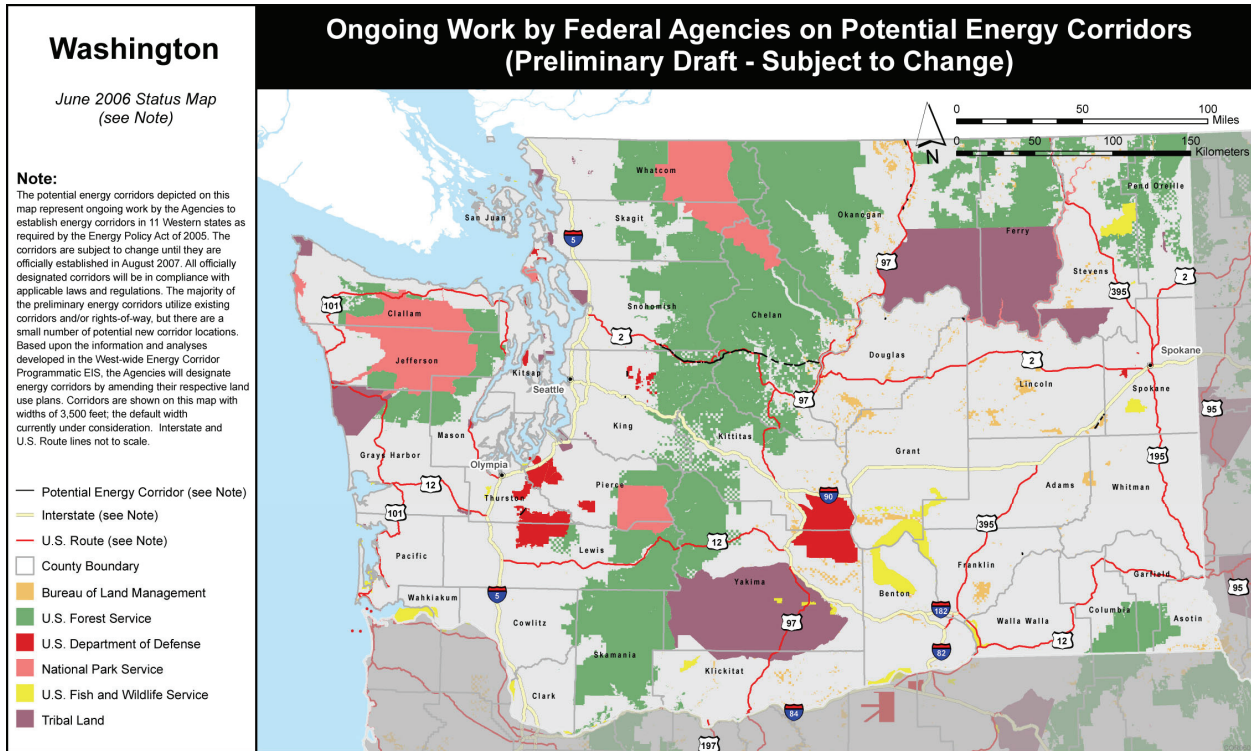 Washington
June 2006 Status Map
(see Note)
Note:
The potential energy corridors depicted on this
map represent ongoing work by the Agencies to
establish energy corridors in 11 Western states as
required by the Energy Policy Act of 2005. The
corridors are subject to change until they are
officially established in August 2007. All officially
designated corridors will be in compliance with
applicable laws and regulations. The majority of
the preliminary energy corridors utilize existing
corridors and/or rights-of-way, but there are a
small number of potential new corridor locations.
Based upon the information and analyses
developed in the West-wide Energy Corridor
Programmatic EIS, the Agencies will designate
energy corridors by amending their respective land
use plans. Corridors are shown on this map with
widths of 3,500 feet; the default width
currently under consideration. Interstate and
U.S. Route lines not to scale.
Potential Energy Corridor (see Note)
Interstate (see Note)
U.S. Route (see Note)
County Boundary
Bureau of Land Management
U.S. Forest Service
U.S. Department of Defense
National Park Service
U.S. Fish and Wildlife Service
Tribal Land
Ongoing Work by Federal Agencies on Potential Energy Corridors
(Preliminary Draft - Subject to Change)
0 50 100
Miles
0 50 100 150
Kilometers
N
Whatcom
Pend Oreille
San Juan
Skagit
Okanogan
Ferry
5
97
Stevens
2
395
101
Clallam
Snohomish
Chelan
2
Douglas
2
Spokane
Jefferson
Kitsap
Seattle
97
Lincoln
Spokane
95
King
Kittitas
Mason
Grays Harbor
Grant
195
Olympia
12
Pierce
Thurston
90
Adams
Whitman
101
395
Lewis
12
Pacific
Franklin
Yakima
Garfield
Wahkiakum
5
Benton
95
Columbia
182
Asotin
Cowlitz
97
Walla Walla
12
Skamania
82
Klickitat
Clark
84
197